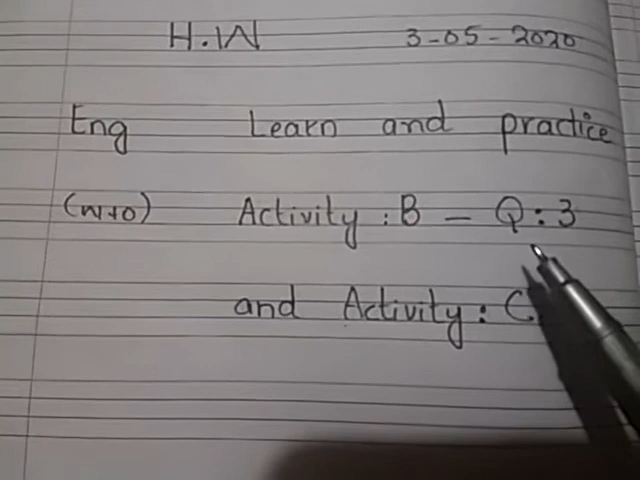 H.W 3-05-2020
Eng Learn and practice
(W+O) Activity : B - Q : 3
and Activity : C